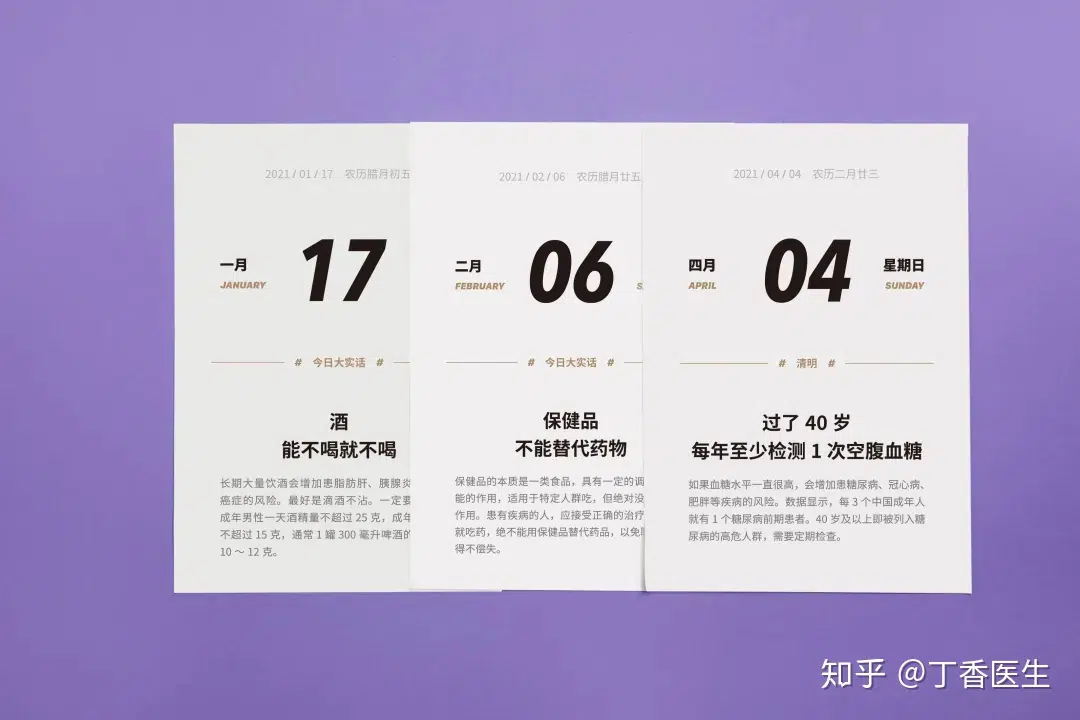 2021 / 01 / 17 农历腊月初五
一月
JANUARY
17
# 今日大实话 #
酒
能不喝就不喝
长期大量饮酒会增加患脂肪肝、胰腺炎
癌症的风险。最好是滴酒不沾。一定要
成年男性一天酒精量不超过 25 克，成年
不超过 15 克，通常 1 罐 300 毫升啤酒的
10 ～ 12 克。
2021 / 02 / 06 农历腊月廿五
二月
FEBRUARY
06
S
# 今日大实话 #
保健品
不能替代药物
保健品的本质是一类食品，具有一定的调
能的作用，适用于特定人群吃，但绝对没
作用。患有疾病的人，应接受正确的治疗
就吃药，绝不能用保健品替代药品，以免
得不偿失。
2021 / 04 / 04 农历二月廿三
四月
APRIL
04
星期日
SUNDAY
# 清明 #
过了 40 岁
每年至少检测 1 次空腹血糖
如果血糖水平一直很高，会增加患糖尿病、冠心病、
肥胖等疾病的风险。数据显示，每 3 个中国成年人
就有 1 个糖尿病前期患者。40 岁及以上即被列入糖
尿病的高危人群，需要定期检查。
知乎 @丁香医生